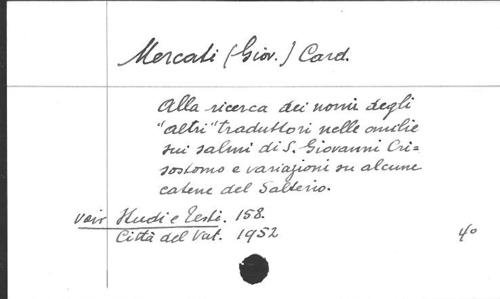 Mercati (Giov.) Card.
Alla ricerca dei nomi degli
"altri" traduttori nelle omilie
sui salmi di S. Giovanni Cri=
sostomo e variazioni su alcune
catene del Salterio.
voir Studi e Testi. 158.
Città del Vat. 1952
4°